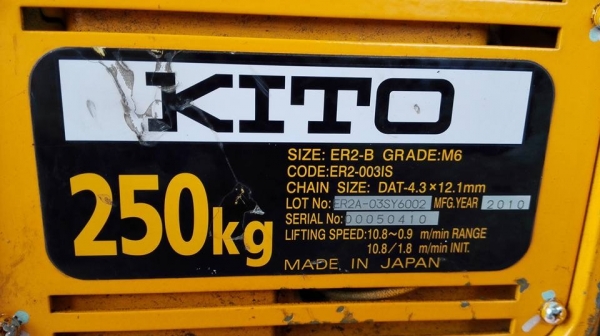 KITO
250kg
SIZE: ER2-B GRADE:M6
CODE:ER2-003IS
CHAIN SIZE: DAT-4.3×12.1mm
LOT No: ER2A-03SY6002 MFG.YEAR 2010
SERIAL No: 00050410
LIFTING SPEED:10.8~0.9 m/min RANGE
10.8/1.8 m/min INIT.
MADE IN JAPAN